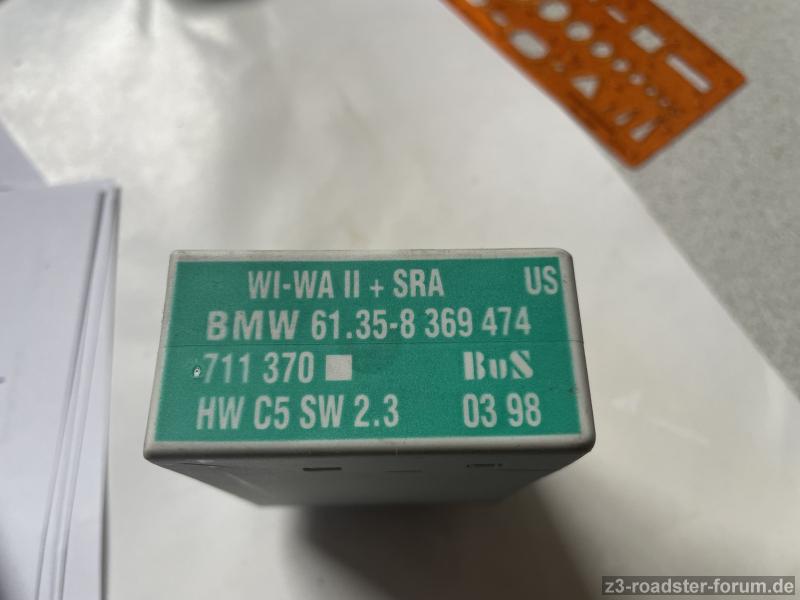 WI-WA II + SRA US
BMW 61.35-8 369 474
711 370 BuS
HW C5 SW 2.3 03 98
z3-roadster-forum.de